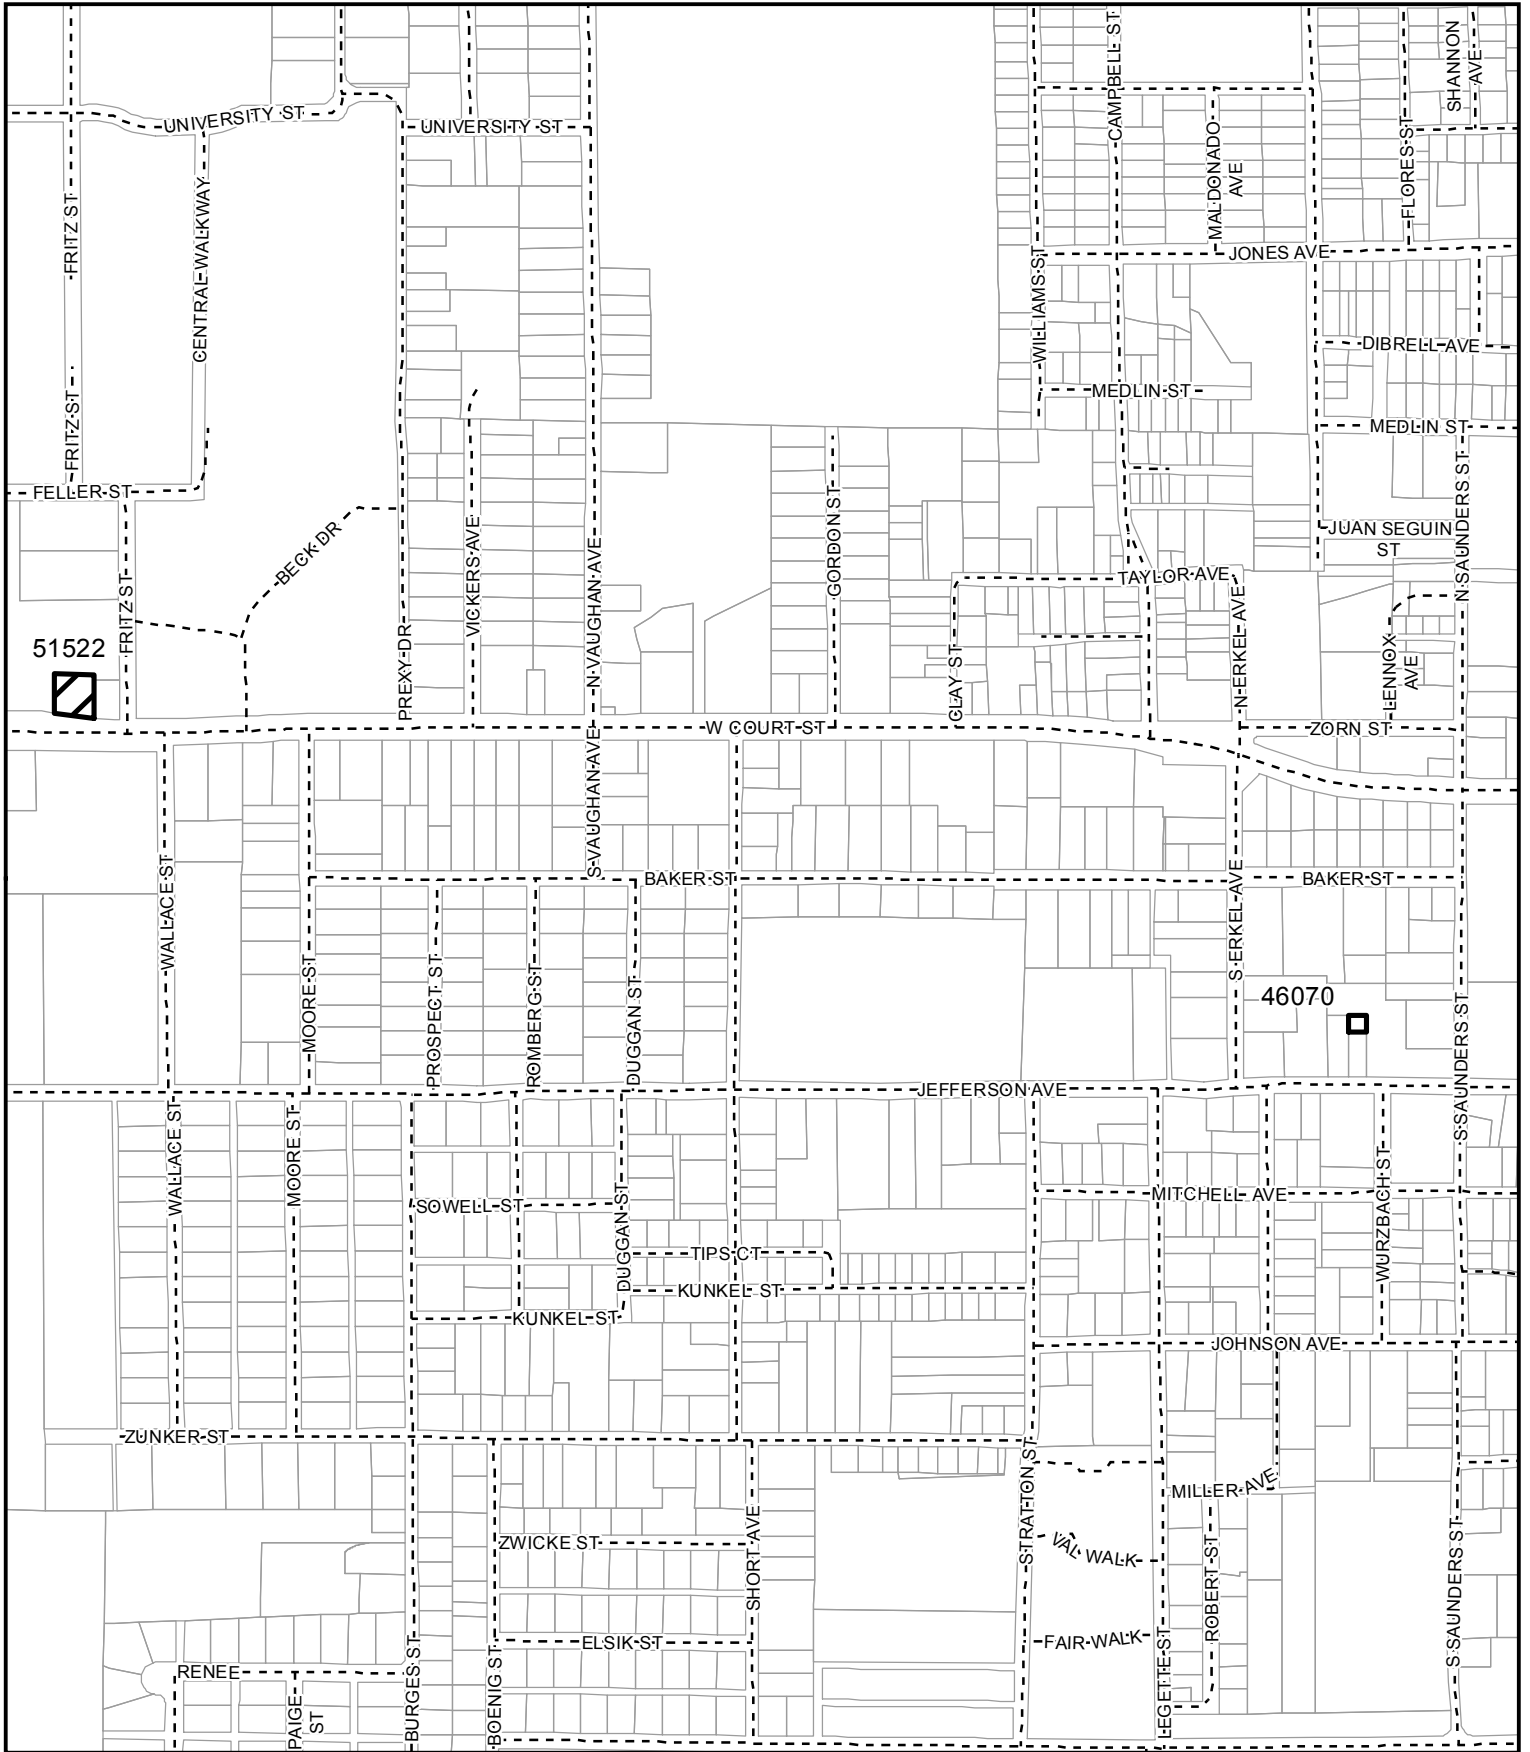 SHANNON
AVE
CAMPBELL ST
UNIVERSITY ST
UNIVERSITY ST
MALDONADO
AVE
FLORES ST
FRITZ ST
CENTRAL WALKWAY
JONES AVE
WILLIAMS ST
DIBRELL AVE
MEDLIN ST
FRITZ ST
MEDLIN ST
FELLER ST
N SAUNDERS ST
GORDON ST
JUAN SEGUIN
ST
BECK DR
VICKERS AVE
N VAUGHAN AVE
TAYLOR AVE
FRITZ ST
N ERKEL AVE
51522
PREXY DR
CLAY ST
LENNOX
AVE
W COURT ST
ZORN ST
S VAUGHAN AVE
BAKER ST
BAKER ST
WALLACE ST
S ERKEL AVE
MOORE ST
PROSPECT ST
ROMBERG ST
DUGGAN ST
46070
S SAUNDERS ST
JEFFERSON AVE
WALLACE ST
MOORE ST
SOWELL ST
DUGGAN ST
MITCHELL AVE
WURZBACH ST
TIPS CT
KUNKEL ST
KUNKEL ST
JOHNSON AVE
ZUNKER ST
STRATTON ST
MILLER AVE
ZWICKE ST
SHORT AVE
VAL WALK
ROBERT ST
S SAUNDERS ST
ELSIK ST
FAIR WALK
RENEE
BURGES ST
BOENIG ST
LEGETTE ST
PAIGE
ST